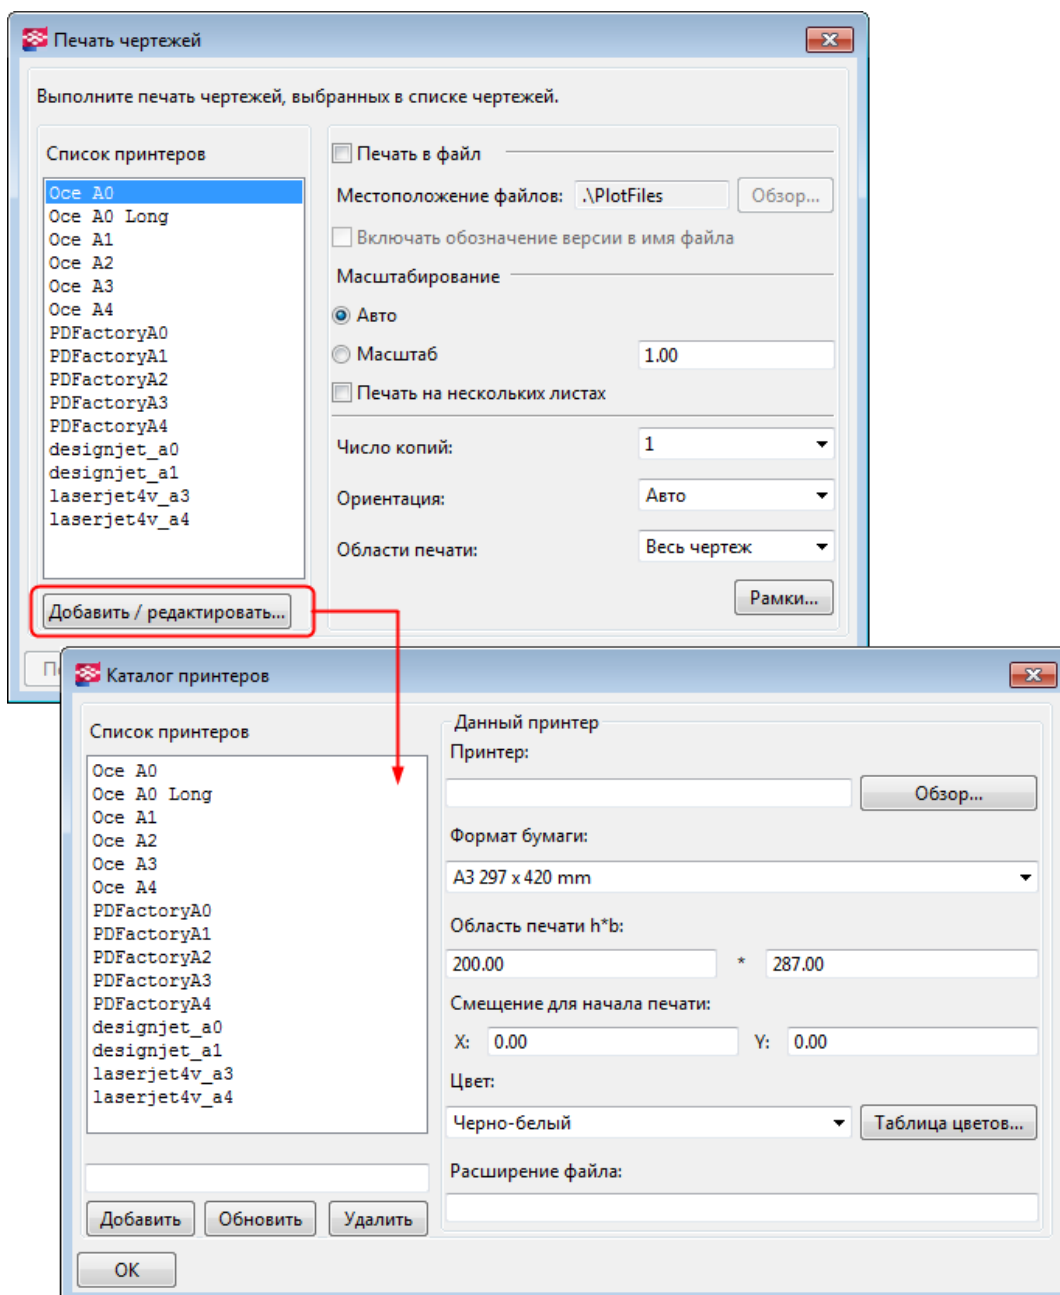 Печать чертежей
Выполните печать чертежей, выбранных в списке чертежей.
Список принтеров
Oce A0
Oce A0 Long
Oce A1
Oce A2
Oce A3
Oce A4
PDFactoryA0
PDFactoryA1
PDFactoryA2
PDFactoryA3
PDFactoryA4
designjet_a0
designjet_a1
laserjet4v_a3
laserjet4v_a4
Добавить / редактировать...
Печать в файл
Местоположение файлов: .\PlotFiles Обзор...
Включать обозначение версии в имя файла
Масштабирование
Авто
Масштаб 1.00
Печать на нескольких листах
Число копий: 1
Ориентация: Авто
Области печати: Весь чертеж
Рамки...
Каталог принтеров
Список принтеров
Oce A0
Oce A0 Long
Oce A1
Oce A2
Oce A3
Oce A4
PDFactoryA0
PDFactoryA1
PDFactoryA2
PDFactoryA3
PDFactoryA4
designjet_a0
designjet_a1
laserjet4v_a3
laserjet4v_a4
Добавить Обновить Удалить
Данный принтер
Принтер:
Обзор...
Формат бумаги:
A3 297 x 420 mm
Область печати h*b:
200.00 * 287.00
Смещение для начала печати:
X: 0.00 Y: 0.00
Цвет:
Черно-белый Таблица цветов...
Расширение файла:
OK